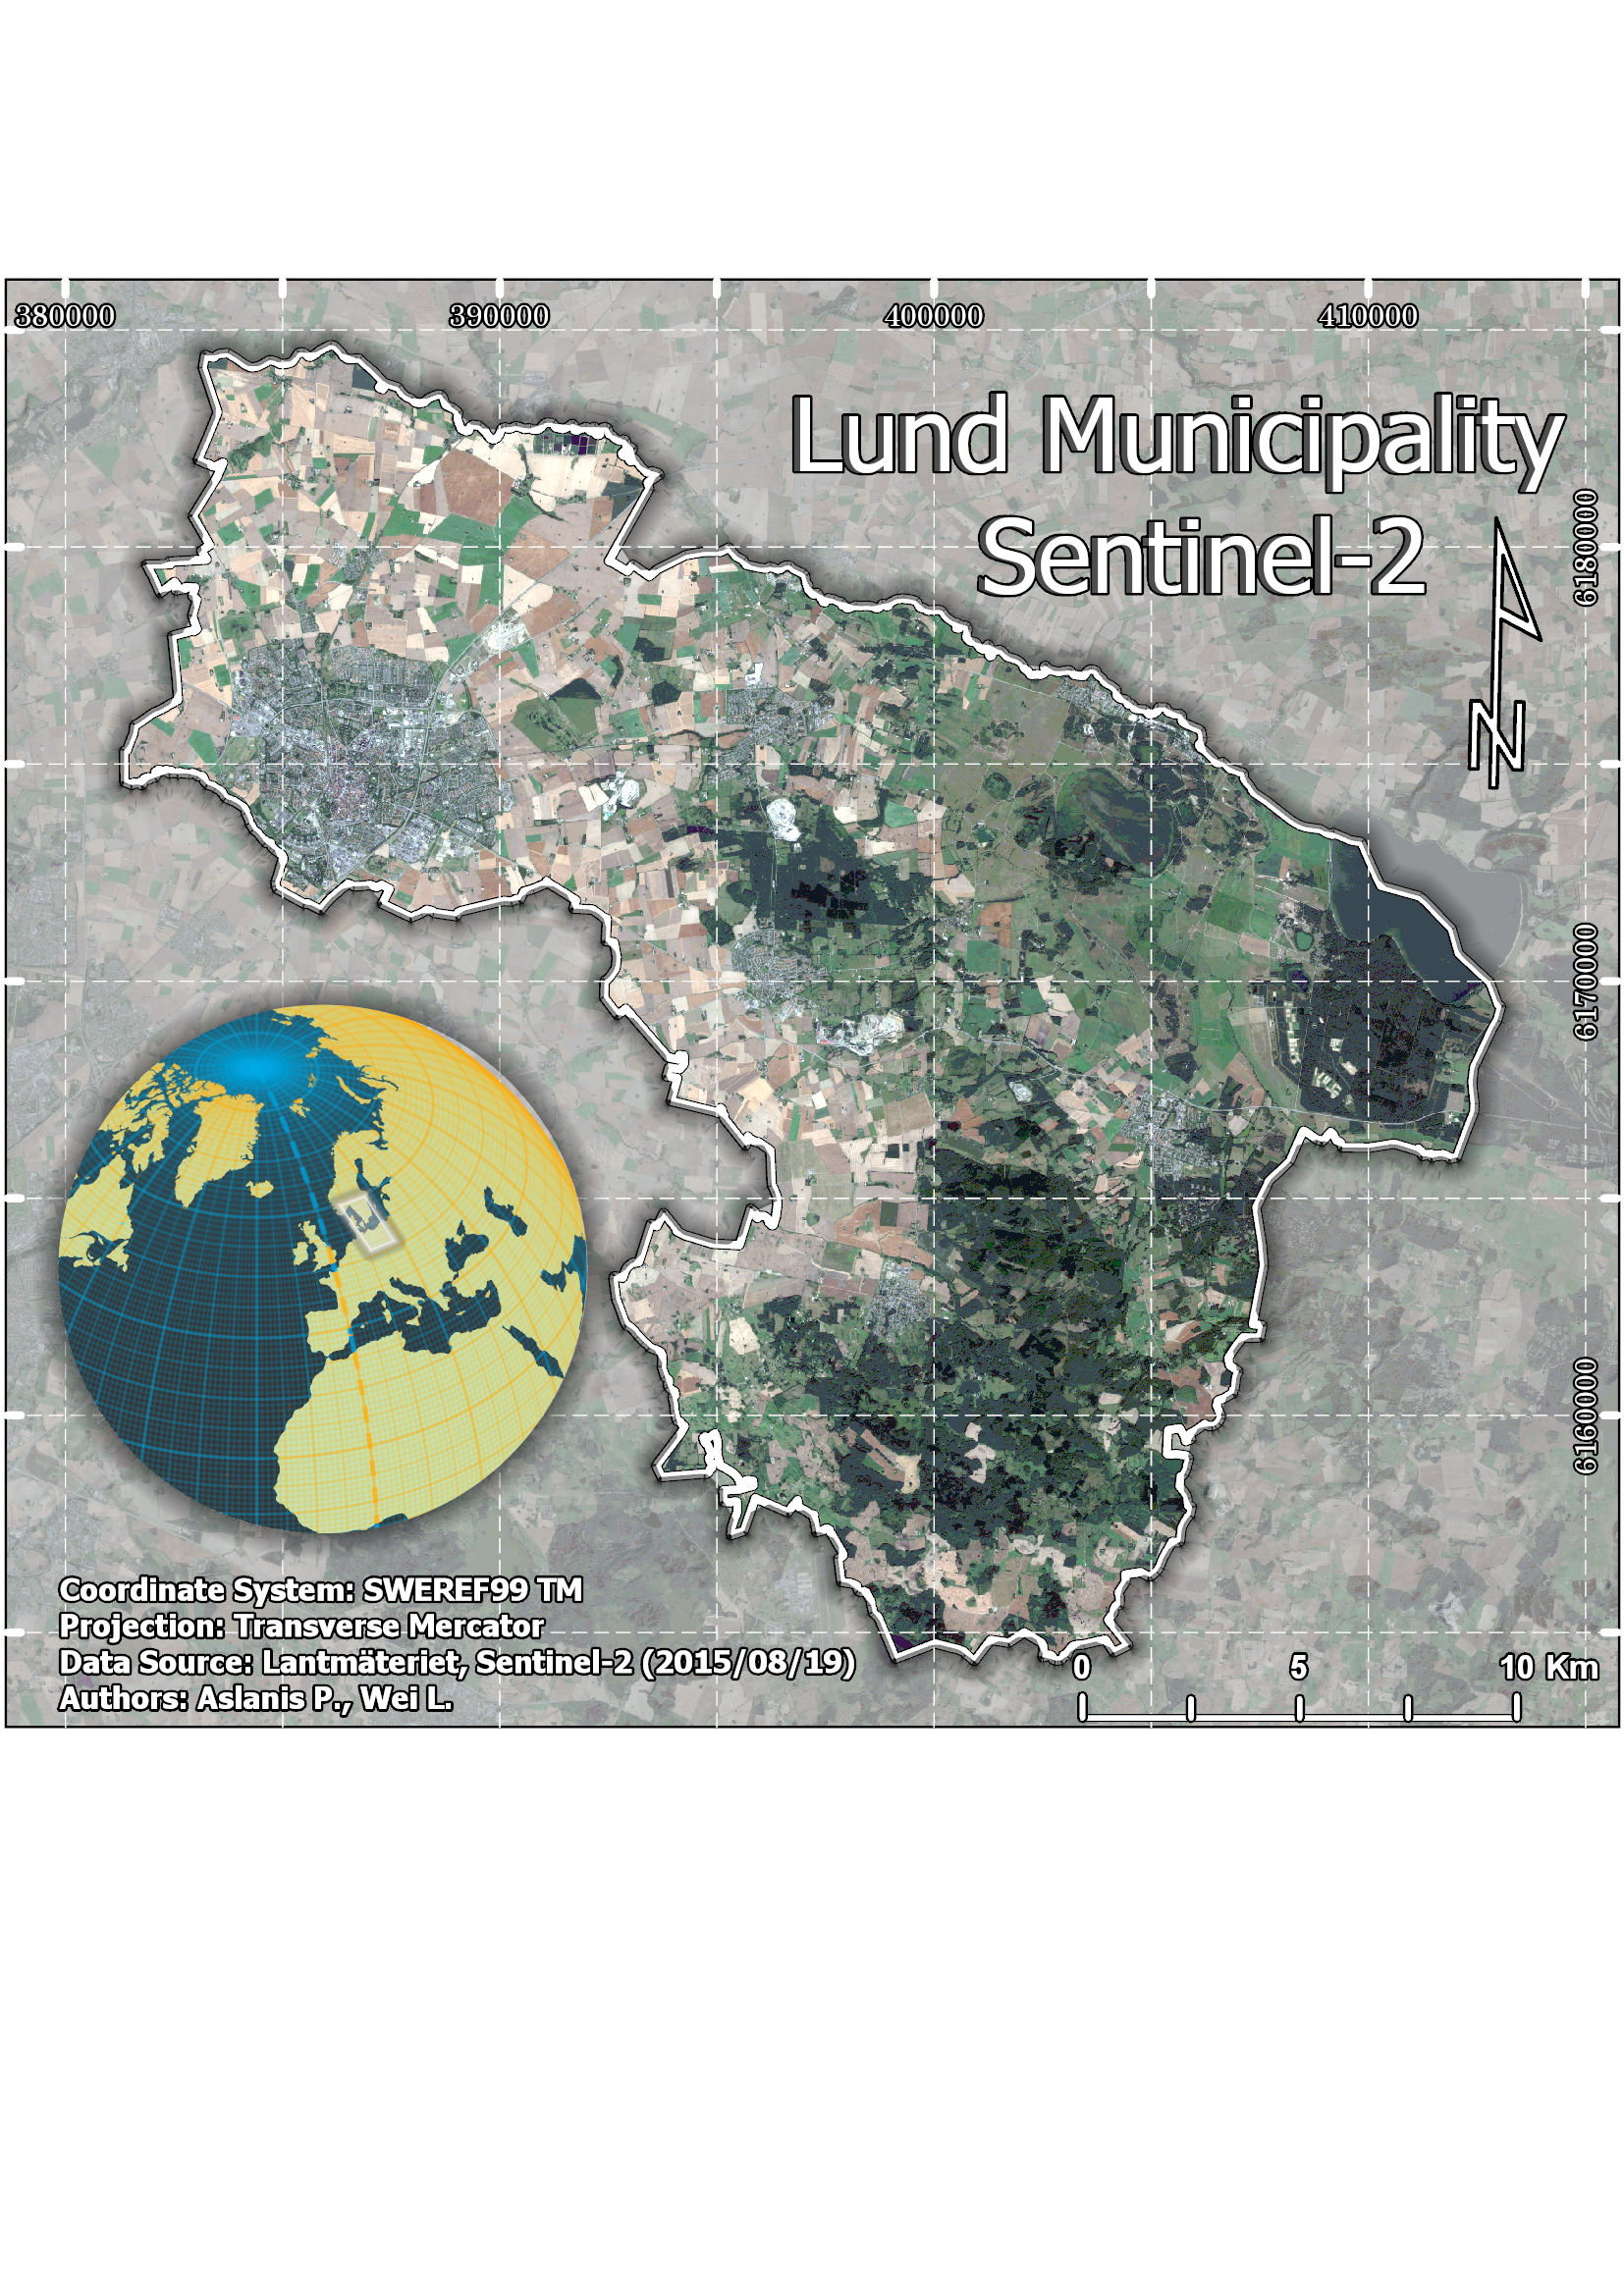 380000 390000 400000 410000
Lund Municipality
Sentinel-2
6180000
N
6170000
6160000
Coordinate System: SWEREF99 TM
Projection: Transverse Mercator
Data Source: Lantmäteriet, Sentinel-2 (2015/08/19)
Authors: Aslanis P., Wei L.
0 5 10 Km